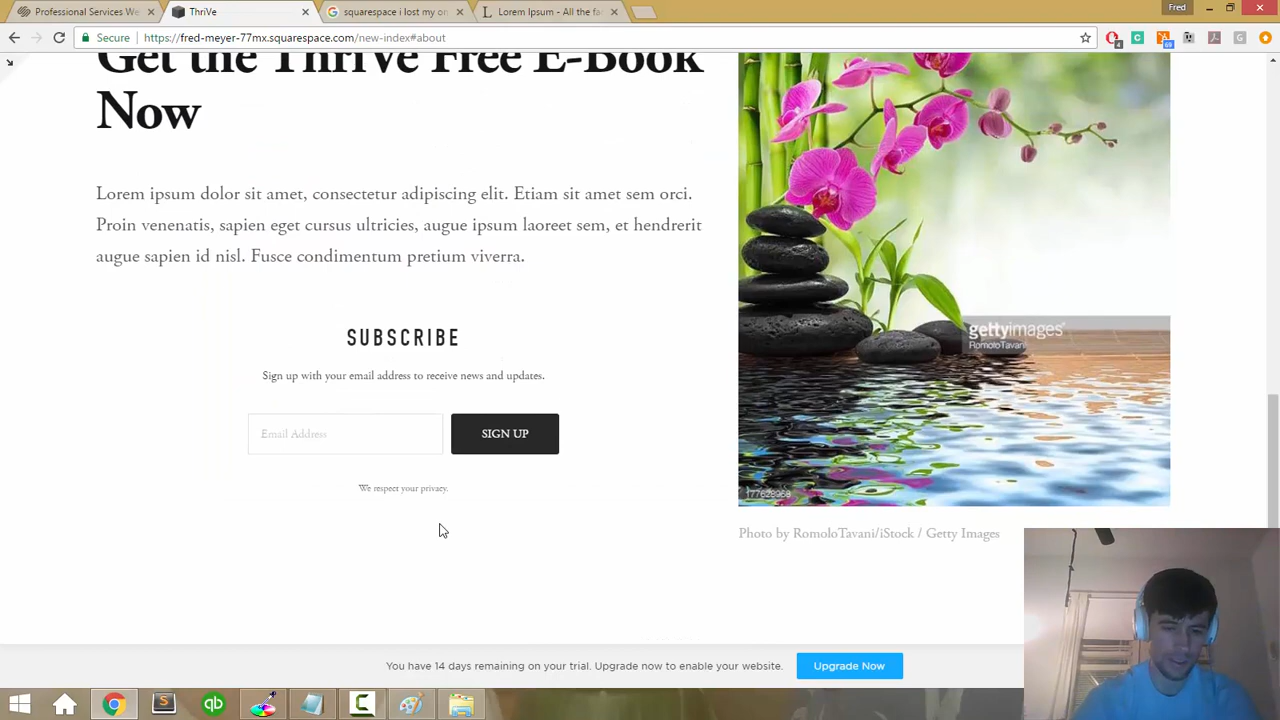 Professional Services We
ThriVe
squarespace i lost my or
Lorem Ipsum - All the fa
Fred
Secure
https://fred-meyer-77mx.squarespace.com/new-index#about
Get the ThriVe Free E-Book
Now
Lorem ipsum dolor sit amet, consectetur adipiscing elit. Etiam sit amet sem orci.
Proin venenatis, sapien eget cursus ultricies, augue ipsum laoreet sem, et hendrerit
augue sapien id nisl. Fusce condimentum pretium viverra.
SUBSCRIBE
Sign up with your email address to receive news and updates.
Email Address
SIGN UP
We respect your privacy.
gettyimages
RomoloTavani
177628968
Photo by RomoloTavani/iStock / Getty Images
You have 14 days remaining on your trial. Upgrade now to enable your website.
Upgrade Now